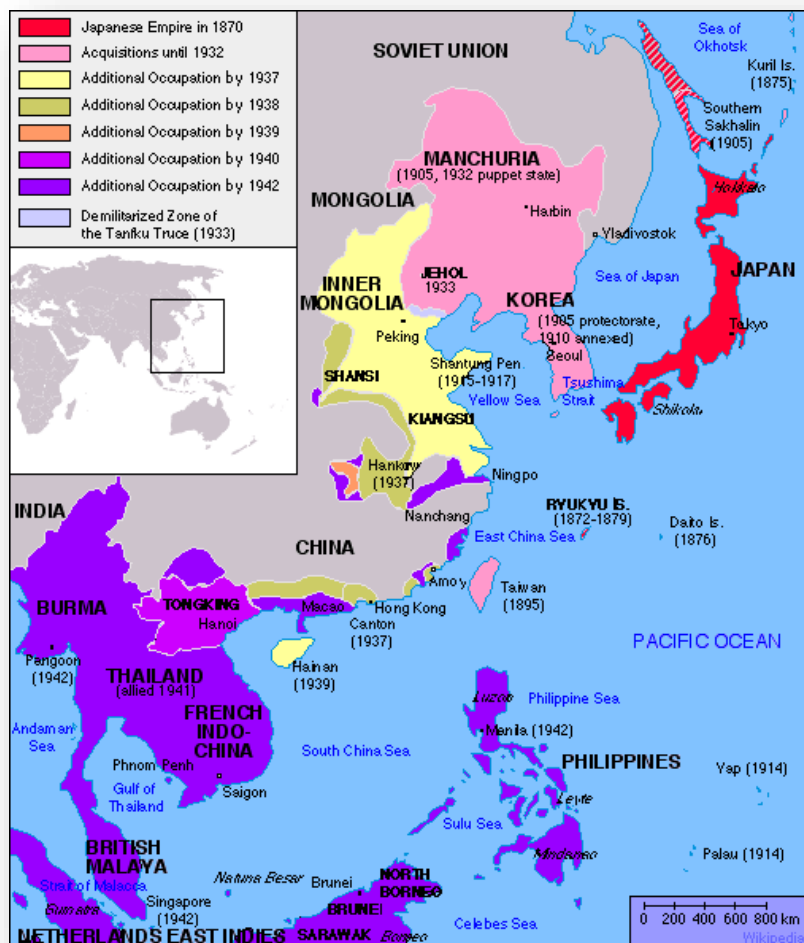 Japanese Empire in 1870
Acquisitions until 1932
Additional Occupation by 1937
Additional Occupation by 1938
Additional Occupation by 1939
Additional Occupation by 1940
Additional Occupation by 1942
Demilitarized Zone of
the Tanku Truce (1933)
SOVIET UNION
Sea of
Okhotsk
Kuril Is.
(1875)
Southern
Sakhalin
(1905)
MANCHURIA
(1905, 1932 puppet state)
Harbin
MONGOLIA
Vladivostok
Hokkaido
JEHOL
1933
Sea of Japan
JAPAN
INNER
MONGOLIA
KOREA
(1905 protectorate,
1910 annexed)
Seoul
Tokyo
Peking
SHANSI
Shantung Pen.
(1915-1917)
Tsushima
Strait
Yellow Sea
Shikoku
KIANGSU
Hankow
(1937)
Ningpo
Nanchang
RYUKYU IS.
(1872-1879)
Daito Is.
(1876)
East China Sea
INDIA
CHINA
Amoy
Taiwan
(1895)
BURMA
TONGKING
Hanoi
Macao
Hong Kong
Canton
(1937)
PACIFIC OCEAN
Rangoon
(1942)
THAILAND
(allied 1941)
Hainan
(1939)
Luzon
Philippine Sea
Andaman
Sea
FRENCH
INDO-
CHINA
South China Sea
Manila (1942)
PHILIPPINES
Phnom Penh
Gulf of
Thailand
Saigon
Yap (1914)
Leyte
Sulu Sea
BRITISH
MALAYA
Mindanao
Palau (1914)
Strait of Malacca
Natuna Besar
Brunei
NORTH
BORNEO
Sumatra
Singapore
(1942)
BRUNEI
Celebes Sea
0 200 400 600 800 km
NETHERLANDS EAST INDIES
SARAWAK
Borneo
Wikipedia